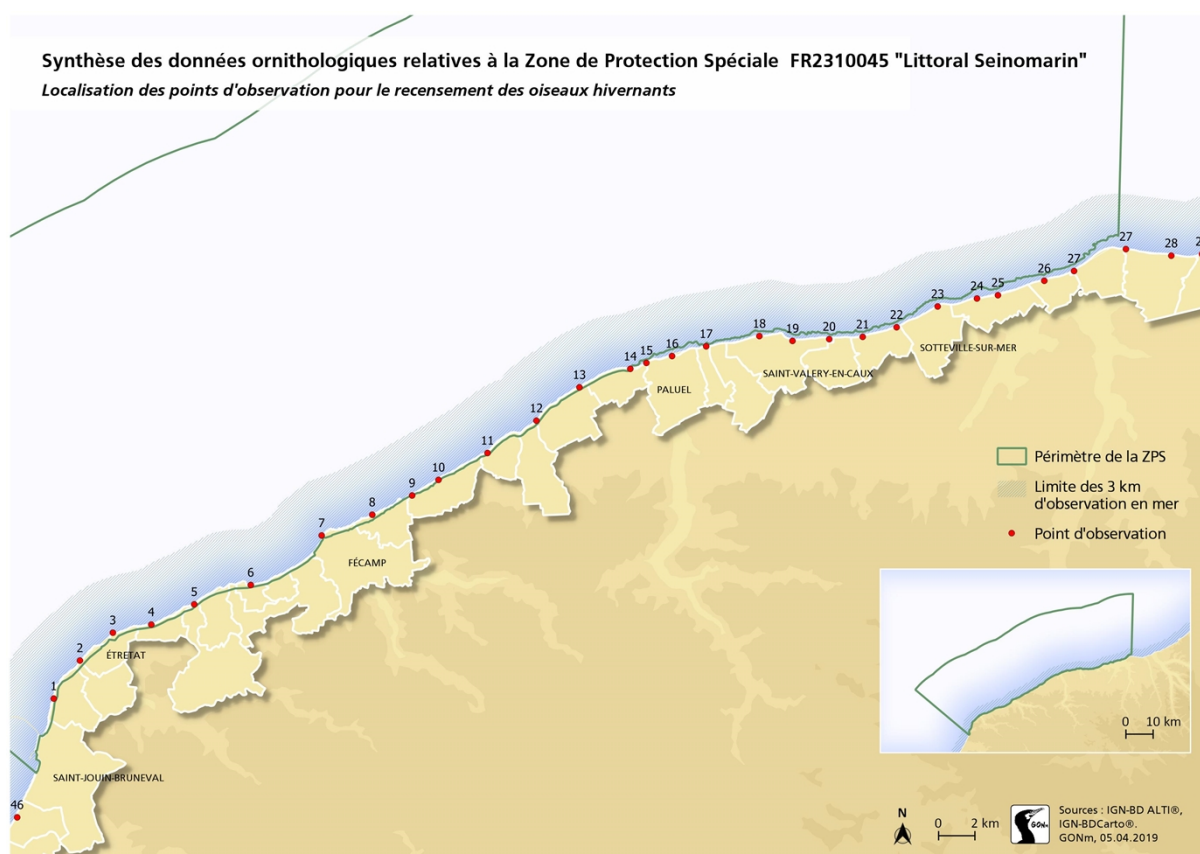 Synthèse des données ornithologiques relatives à la Zone de Protection Spéciale FR2310045 "Littoral Seinomarin"
Localisation des points d'observation pour le recensement des oiseaux hivernants
27
28
2
27
26
25
24
23
22
21
20
19
18
17
16
15
14
13
12
11
10
9
8
7
6
5
4
3
2
1
46
SOTTEVILLE-SUR-MER
SAINT-VALERY-EN-CAUX
PALUEL
FÉCAMP
ÉTRETAT
SAINT-JOUIN-BRUNEVAL
Périmètre de la ZPS
Limite des 3 km
d'observation en mer
Point d'observation
0 10 km
N
0 2 km
GONm
Sources : IGN-BD ALTI®,
IGN-BDCarto®.
GONm, 05.04.2019